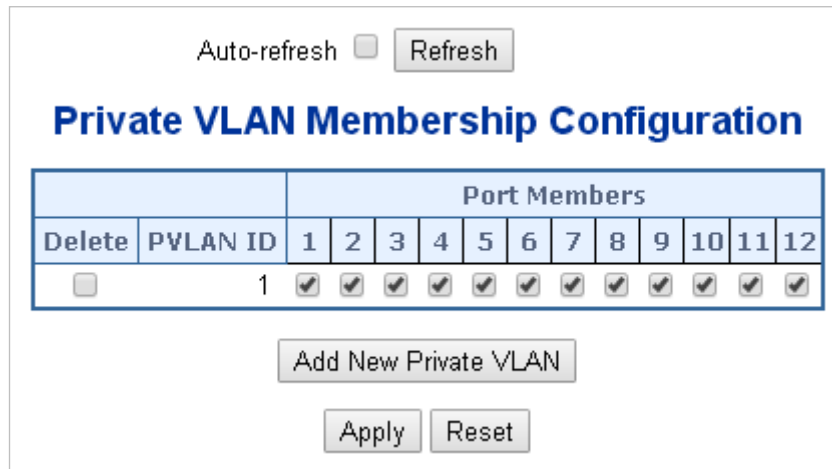 Auto-refresh Refresh
Private VLAN Membership Configuration
Port Members
Delete PVLAN ID 1 2 3 4 5 6 7 8 9 10 11 12
1
Add New Private VLAN
Apply Reset